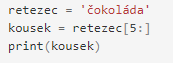 retezec = 'čokoláda'
kousek = retezec[5:]
print(kousek)